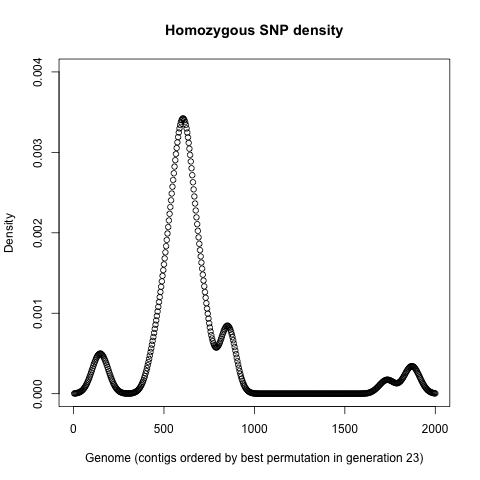 Homozygous SNP density
0.004
0.003
0.002
0.001
0.000
Density
0 500 1000 1500 2000
Genome (contigs ordered by best permutation in generation 23)